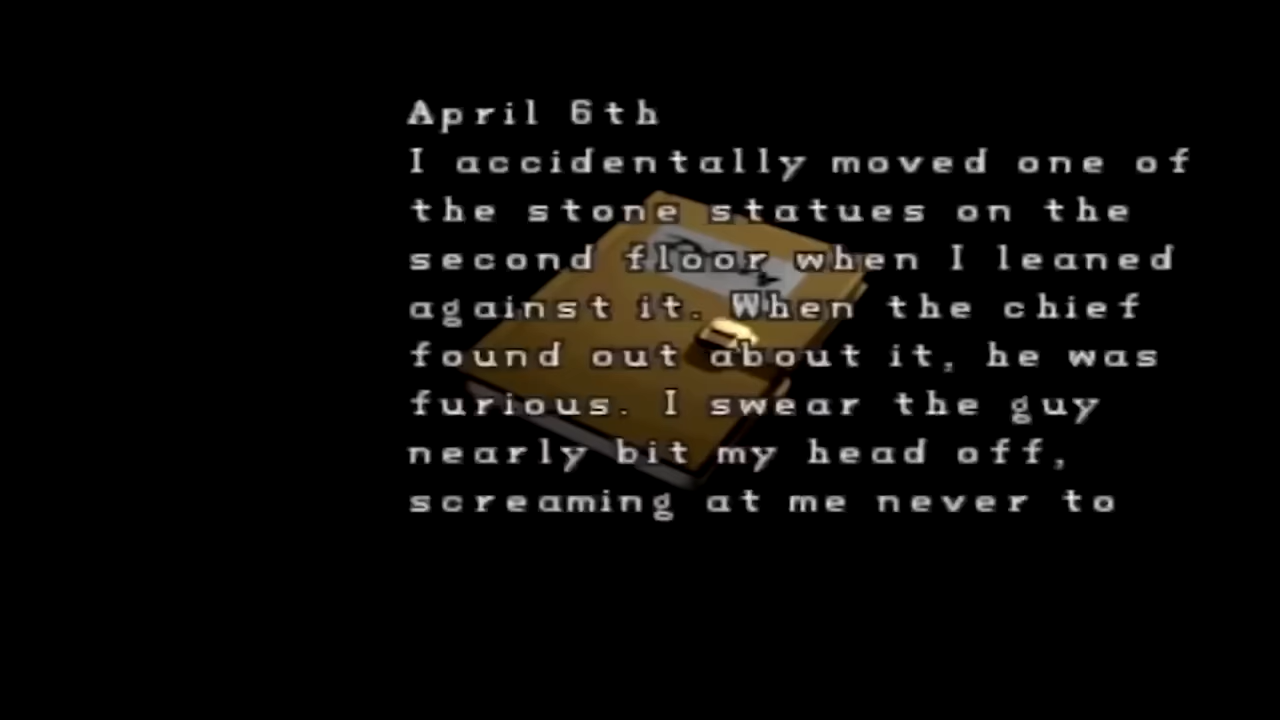 April 6th
I accidentally moved one of
the stone statues on the
second floor when I leaned
against it. When the chief
found out about it, he was
furious. I swear the guy
nearly bit my head off,
screaming at me never to